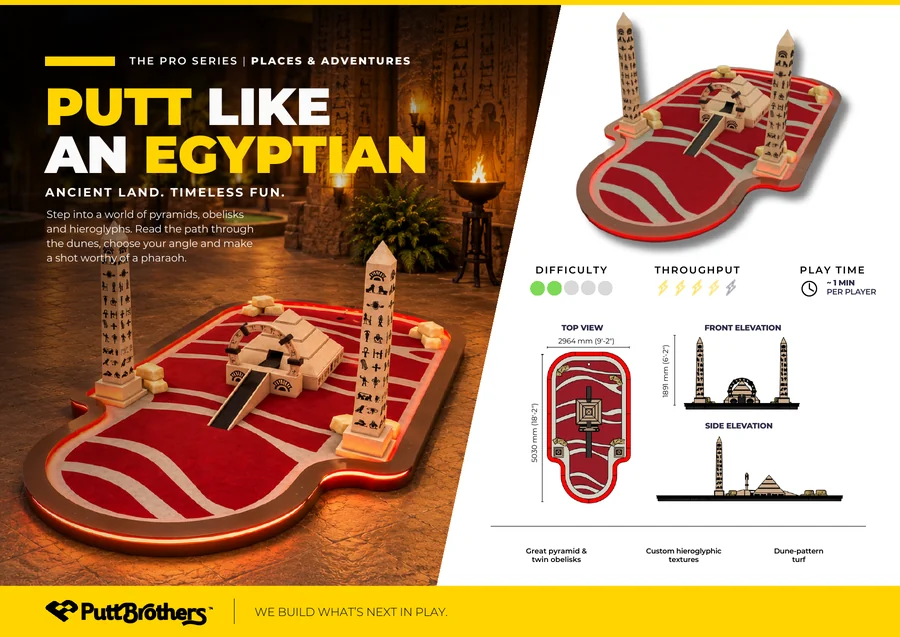 THE PRO SERIES | PLACES & ADVENTURES
PUTT LIKE
AN EGYPTIAN
ANCIENT LAND. TIMELESS FUN.
Step into a world of pyramids, obelisks
and hieroglyphs. Read the path through
the dunes, choose your angle and make
a shot worthy of a pharaoh.
DIFFICULTY
THROUGHPUT
PLAY TIME
~ 1 MIN
PER PLAYER
TOP VIEW
2964 mm (9'-2")
5030 mm (18'-2")
FRONT ELEVATION
1891 mm (6'-2")
SIDE ELEVATION
Great pyramid &
twin obelisks
Custom hieroglyphic
textures
Dune-pattern
turf
PuttBrothers™
WE BUILD WHAT'S NEXT IN PLAY.